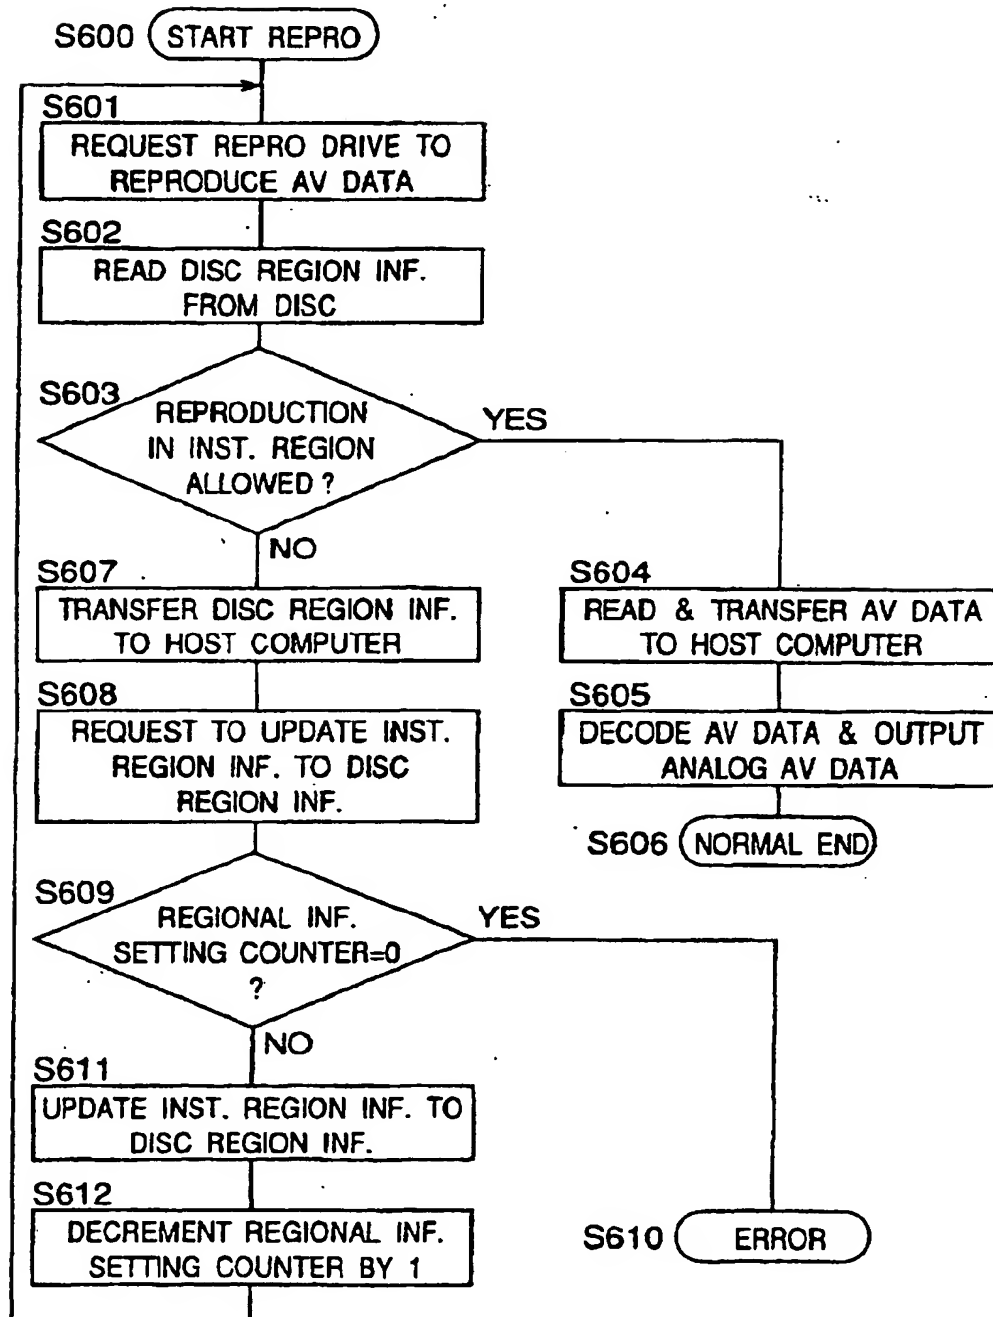 S600 START REPRO
S601
REQUEST REPRO DRIVE TO
REPRODUCE AV DATA
S602
READ DISC REGION INF.
FROM DISC
S603
REPRODUCTION
IN INST. REGION
ALLOWED ?
YES
NO
S607
TRANSFER DISC REGION INF.
TO HOST COMPUTER
S604
READ & TRANSFER AV DATA
TO HOST COMPUTER
S608
REQUEST TO UPDATE INST.
REGION INF. TO DISC
REGION INF.
S605
DECODE AV DATA & OUTPUT
ANALOG AV DATA
S606 NORMAL END
S609
REGIONAL INF.
SETTING COUNTER=0
?
YES
NO
S611
UPDATE INST. REGION INF. TO
DISC REGION INF.
S612
DECREMENT REGIONAL INF.
SETTING COUNTER BY 1
S610 ERROR